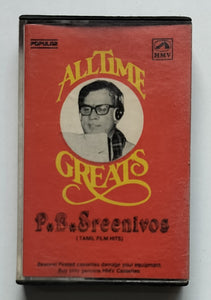 POPULAR
HMV
ALL TIME
GREATS
P.B.Sreenivos
(TAMIL FILM HITS)
Beware! Pirated cassettes damage your equipment.
Buy only genuine HMV Cassettes